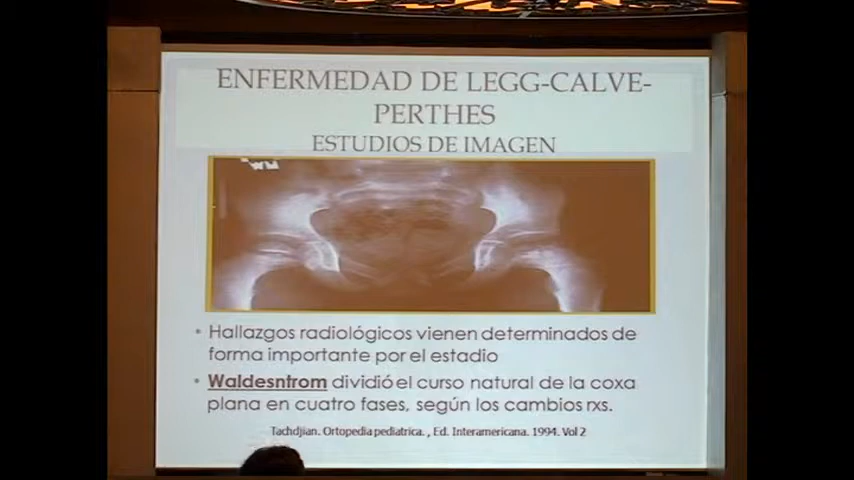 ENFERMEDAD DE LEGG-CALVE-
PERTHES
ESTUDIOS DE IMAGEN
• Hallazgos radiológicos vienen determinados de
forma importante por el estadio
• Waldesntrom dividió el curso natural de la coxa
plana en cuatro fases, según los cambios rxs.
Tachdjian. Ortopedia pediatrica. , Ed. Interamericana. 1994. Vol 2